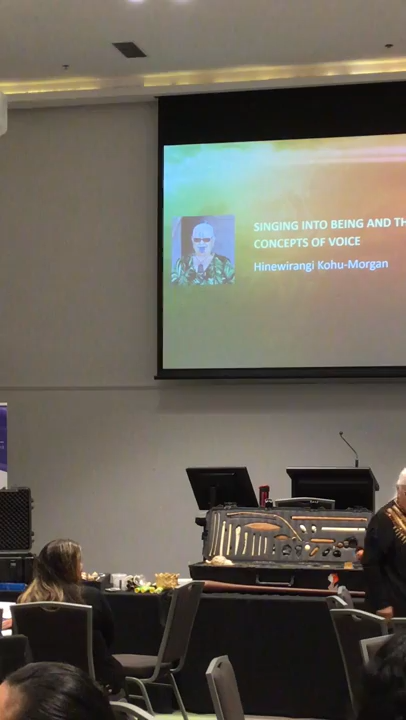 SINGING INTO BEING AND TH
CONCEPTS OF VOICE
Hinewirangi Kohu-Morgan